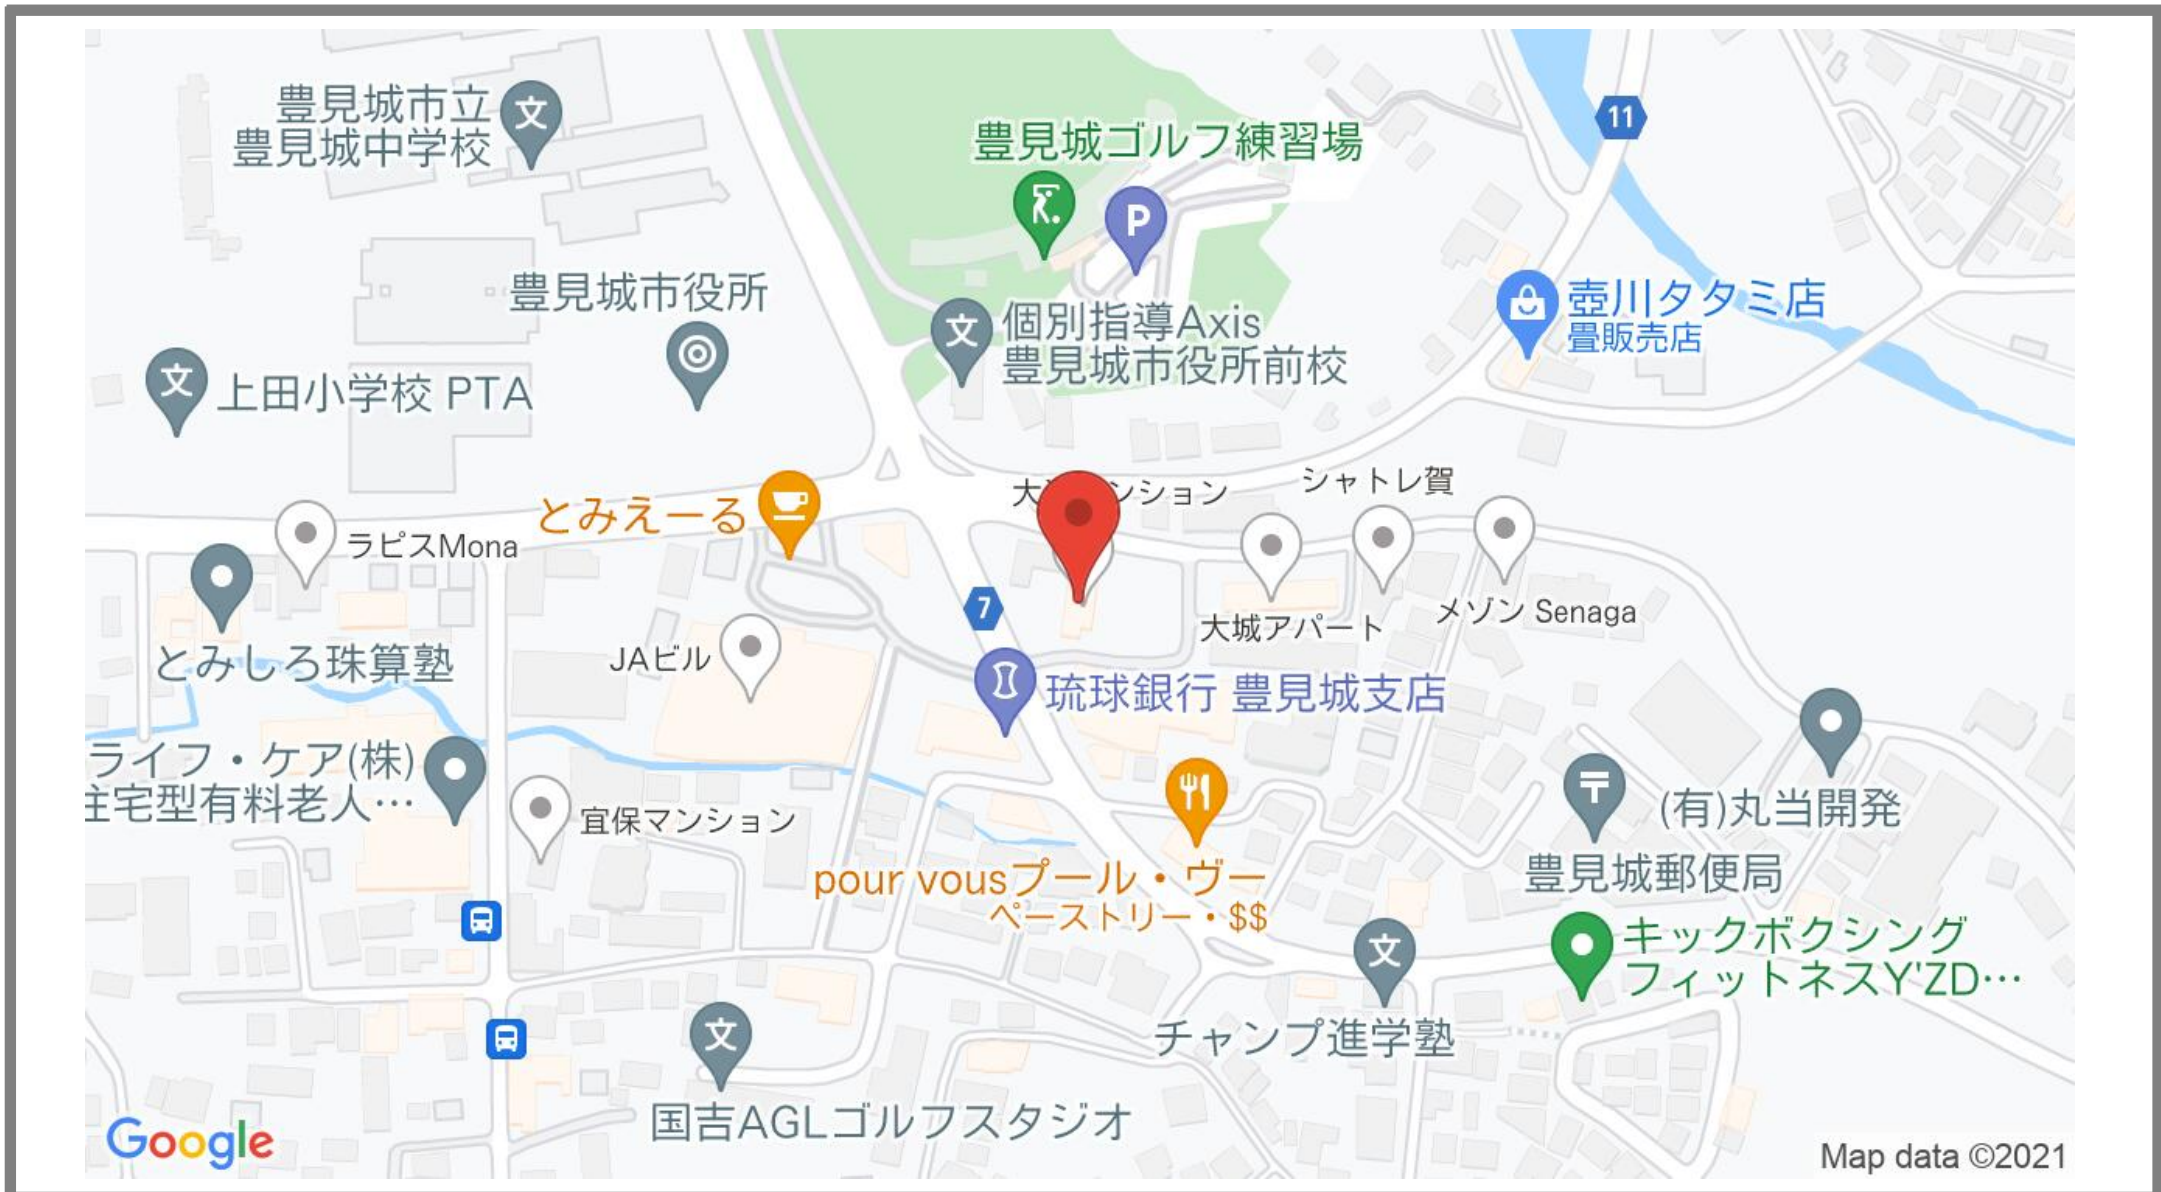 豊見城市立
豊見城中学校
文
11
豊見城ゴルフ練習場
P
豊見城市役所
文
個別指導Axis
豊見城市役所前校
壺川タタミ店
畳販売店
文
上田小学校 PTA
シャトレ賀
ンション
とみえーる
ラピスMona
7
大城アパート
メゾン Senaga
とみしろ珠算塾
JAビル
琉球銀行 豊見城支店
ライフ・ケア(株)
住宅型有料老人…
宜保マンション
〒
(有)丸当開発
豊見城郵便局
pour vousプール・ヴー
ペーストリー・$$
文
キックボクシング
フィットネスY'ZD…
チャンプ進学塾
文
国吉AGLゴルフスタジオ
Google
Map data ©2021